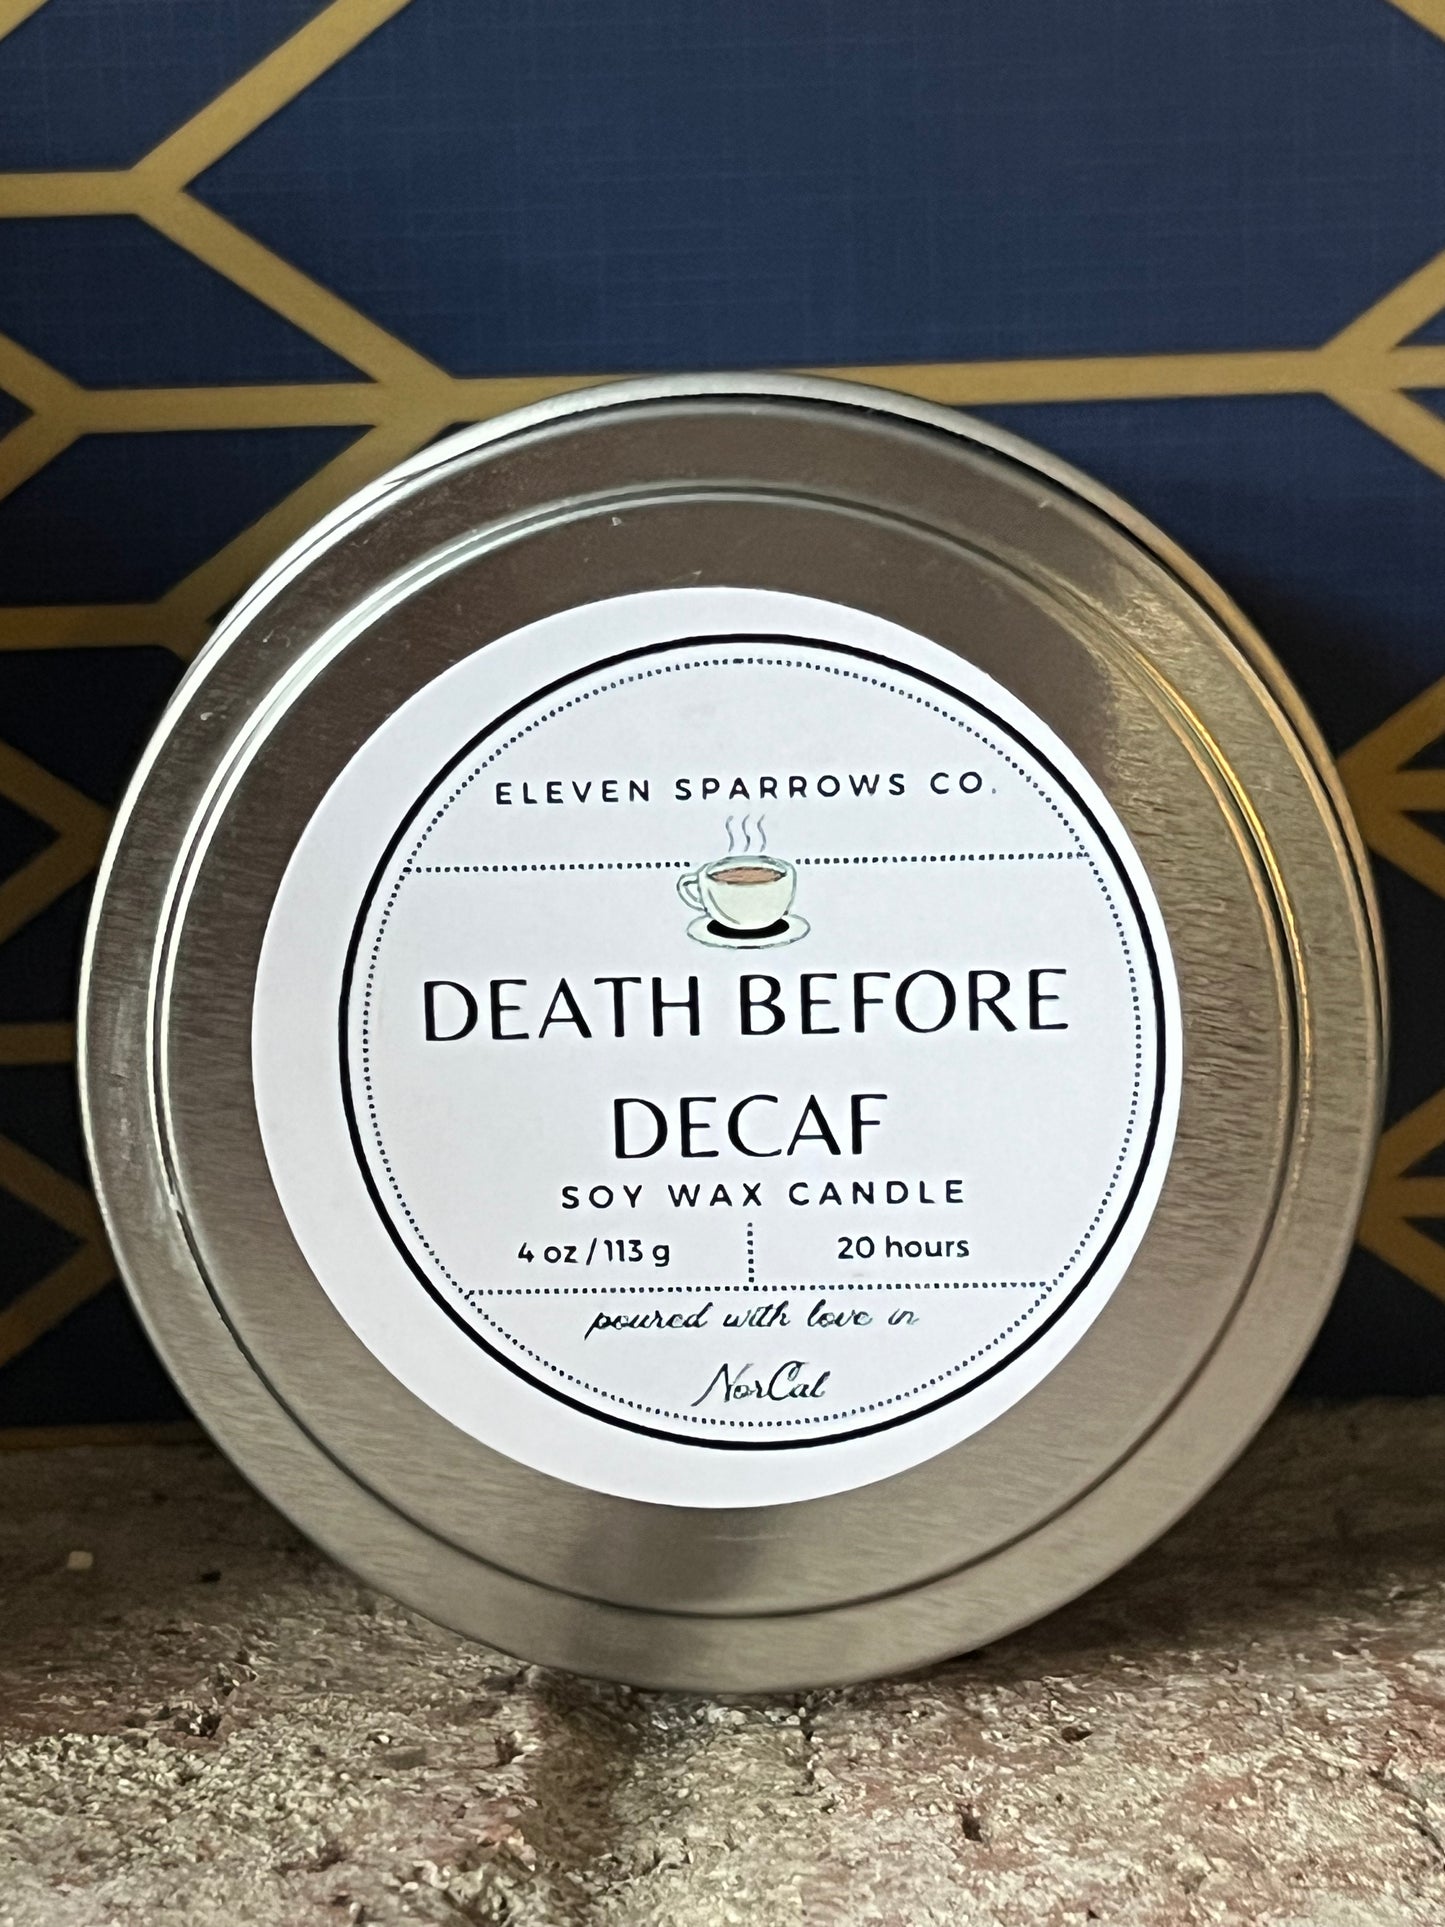 ELEVEN SPARROWS CO.
DEATH BEFORE
DECAF
SOY WAX CANDLE
4 oz / 113 g
20 hours
poured with love in
NorCal